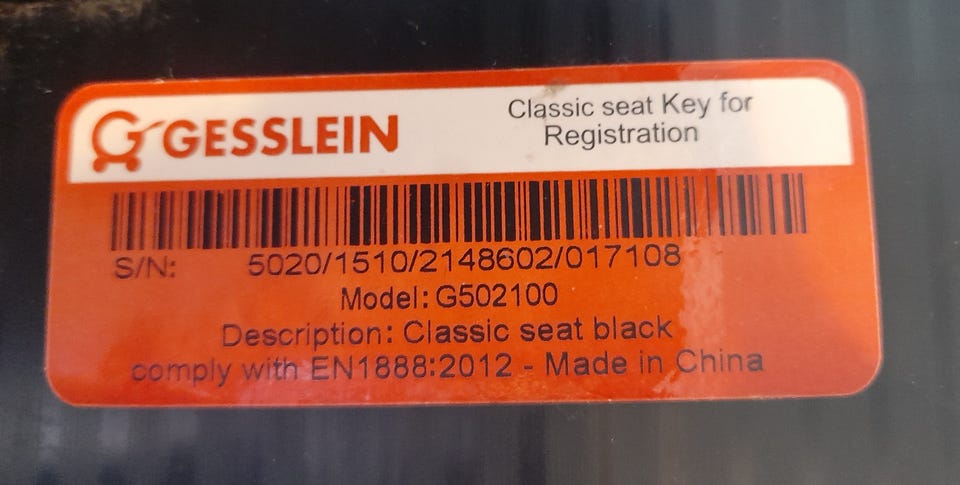 GESSLEIN
Classic seat Key for
Registration
S/N: 5020/1510/2148602/017108
Model: G502100
Description: Classic seat black
comply with EN1888:2012 - Made in China